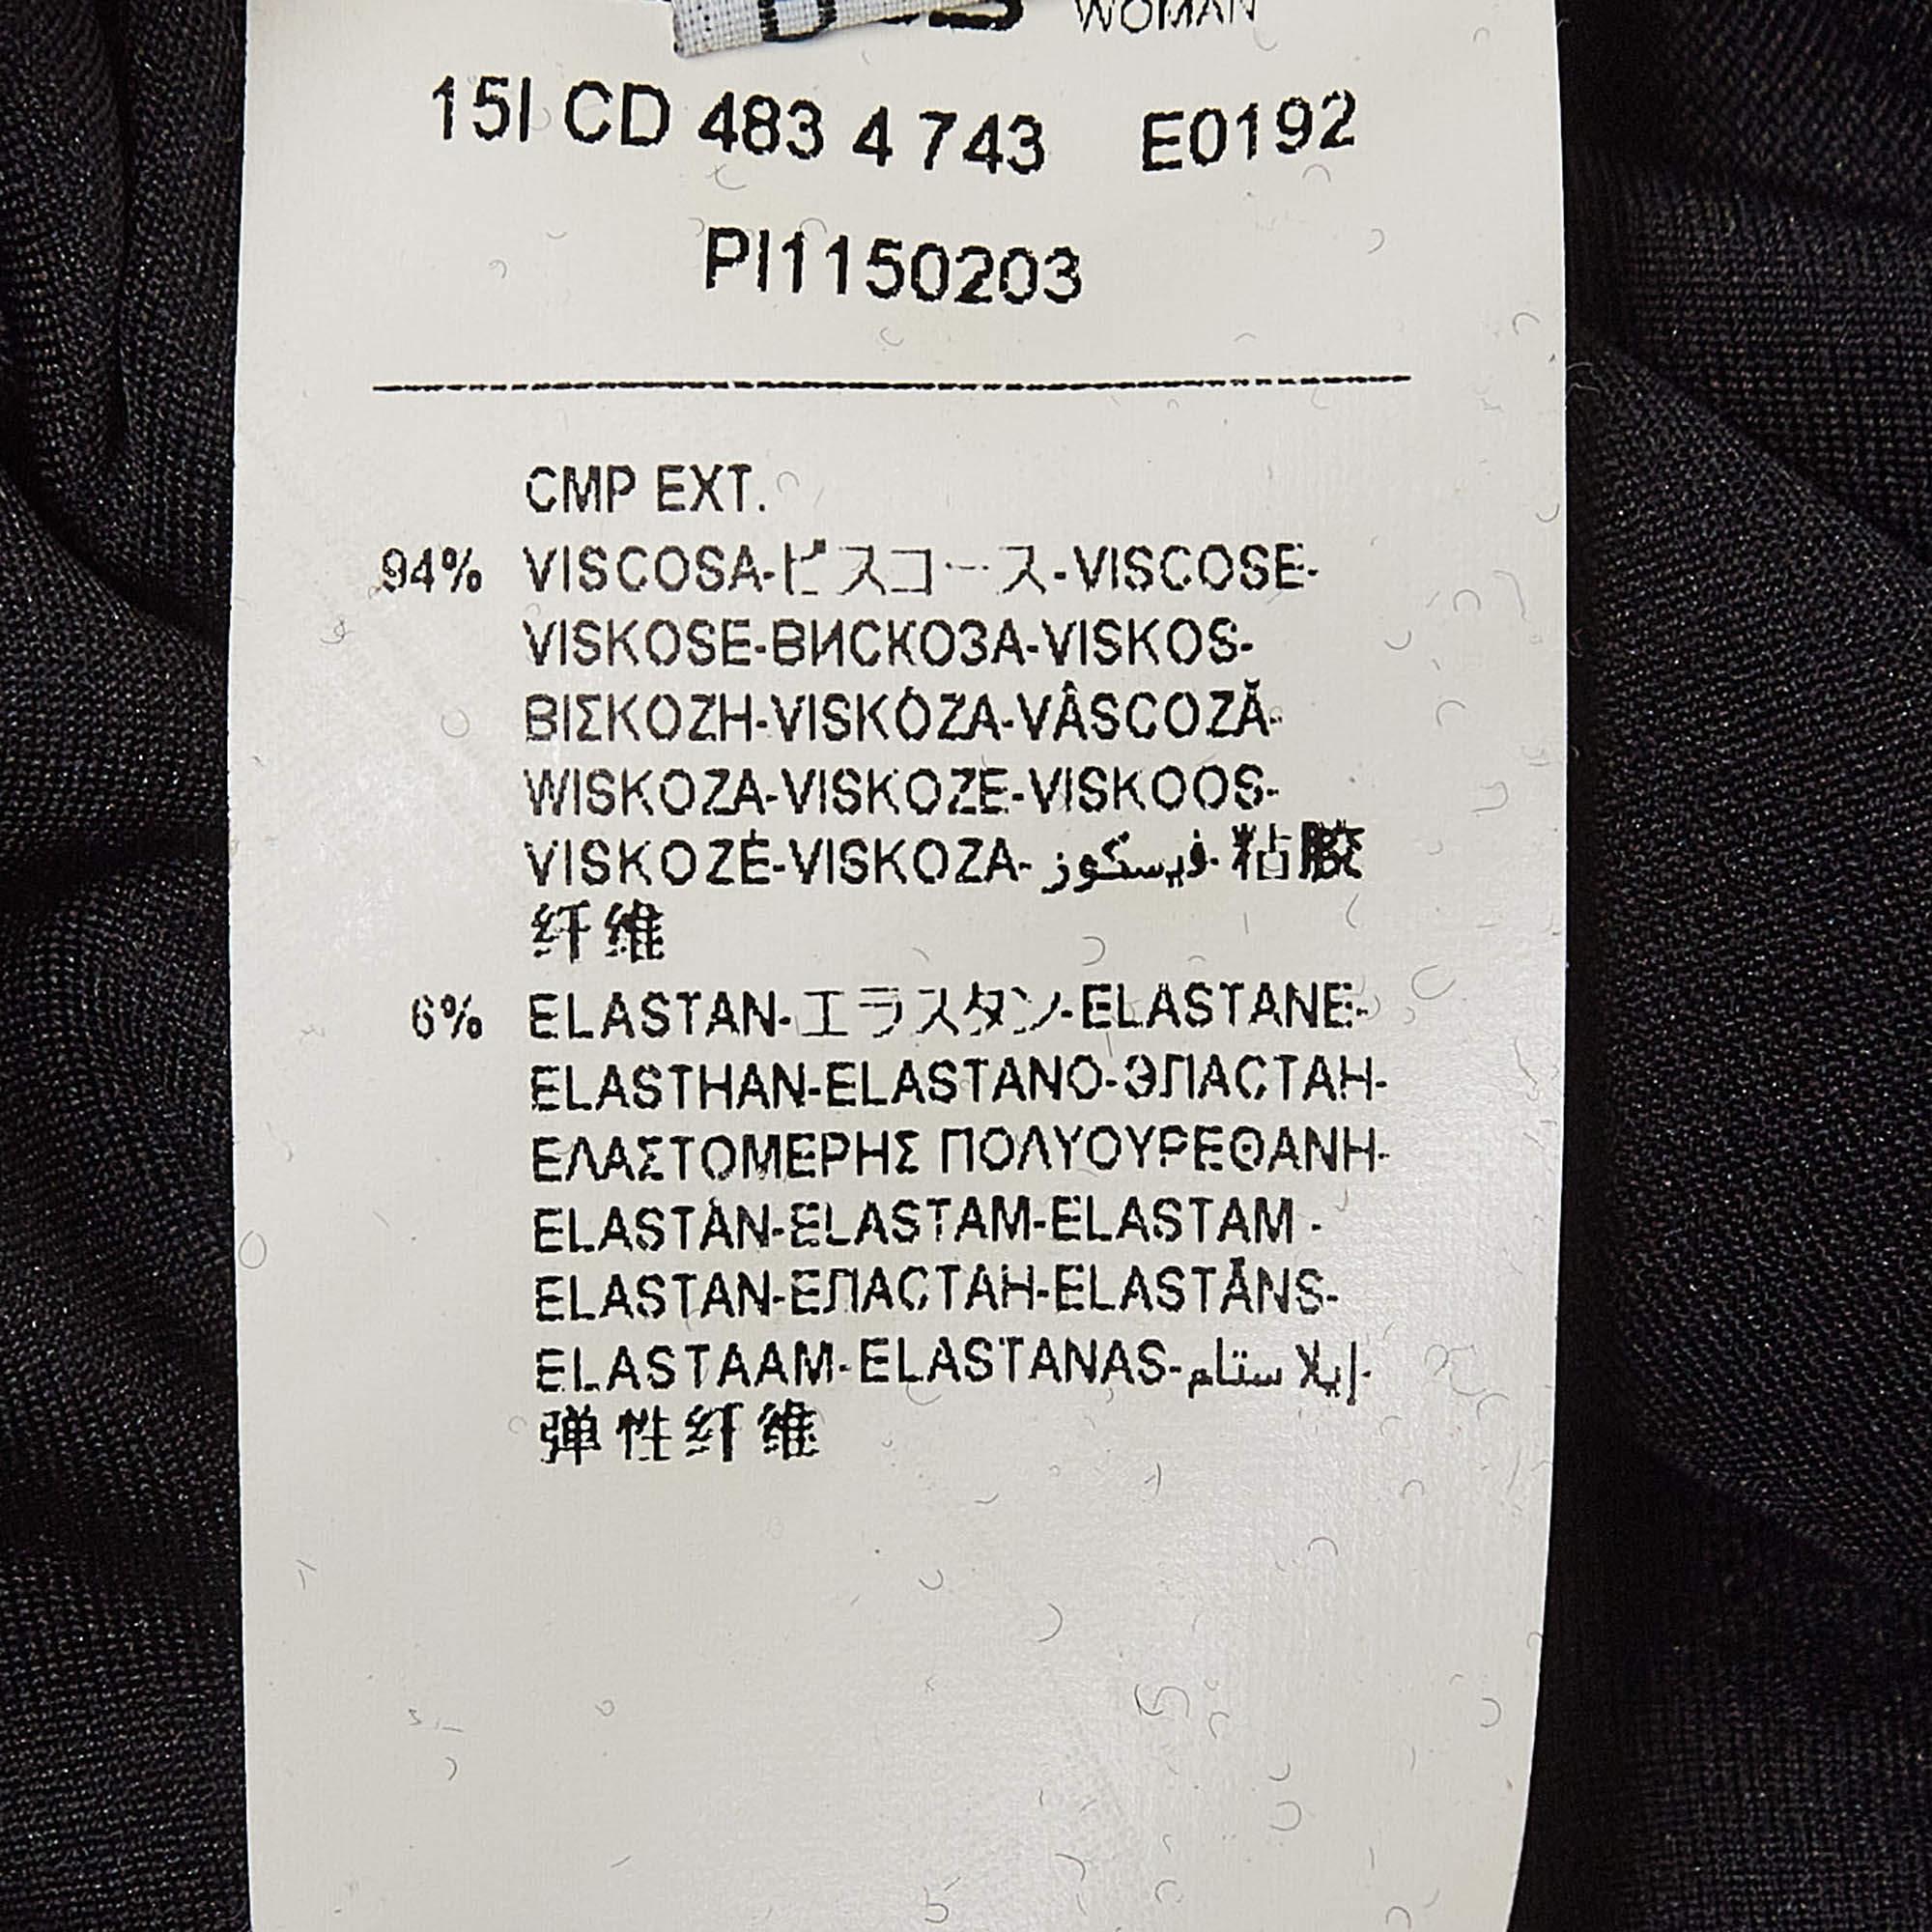 WOMAN
15I CD 483 4 743 E0192
PI1150203
CMP EXT.
94% VISCOSA-ビスコース-VISCOSE-
VISKOSE-ВИСКОЗА-VISKOS-
ΒΙΣΚΟΖΗ-VISKÓZA-VÂSCOZĂ-
WISKOZA-VISKOZE-VISKOOS-
VISKOZĖ-VISKOZA-فيسكوز-粘胶
纤维
6% ELASTAN-エラスタン-ELASTANE-
ELASTHAN-ELASTANO-ЭЛАСТАН-
ΕΛΑΣΤΟΜΕΡΗΣ ΠΟΛΥΟΥΡΕΘΑΝΗ-
ELASTÁN-ELASTAM-ELASTAM -
ELASTAN-ЕЛАСТАН-ELASTĀNS-
ELASTAAM-ELASTANAS-إيلا ستام-
弹性纤维